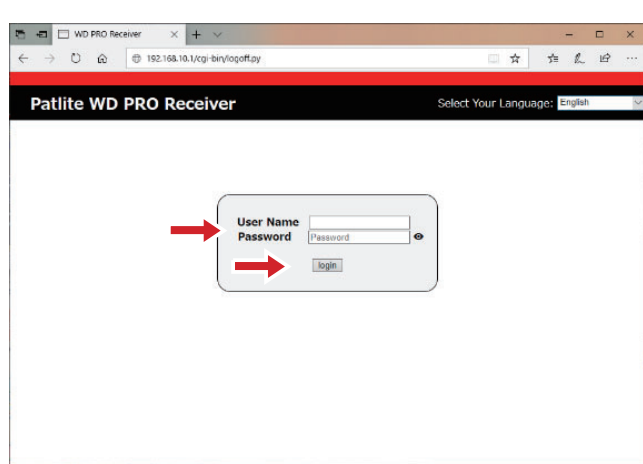 WD PRO Receiver
192.168.10.1/cgi-bin/logoff.py
Patlite WD PRO Receiver
Select Your Language: English
User Name
Password Password
login